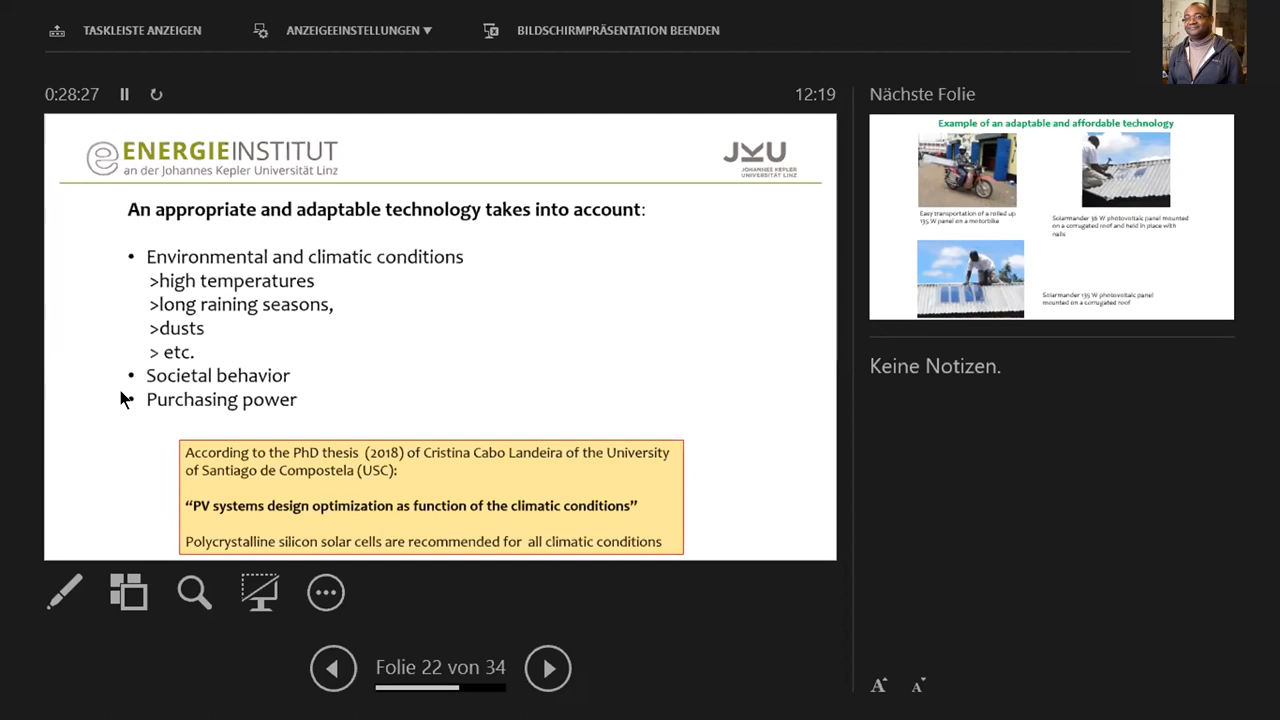 TASKLEISTE ANZEIGEN
ANZEIGEEINSTELLUNGEN
BILDSCHIRMPRÄSENTATION BEENDEN
0:28:27
12:19
e ENERGIEINSTITUT
an der Johannes Kepler Universität Linz
JKU
JOHANNES KEPLER
UNIVERSITÄT LINZ
An appropriate and adaptable technology takes into account:
• Environmental and climatic conditions
>high temperatures
>long raining seasons,
>dusts
> etc.
• Societal behavior
• Purchasing power
According to the PhD thesis (2018) of Cristina Cabo Landeira of the University
of Santiago de Compostela (USC):
“PV systems design optimization as function of the climatic conditions”
Polycrystalline silicon solar cells are recommended for all climatic conditions
Folie 22 von 34
Nächste Folie
Example of an adaptable and affordable technology
Easy transportation of a rolled up
135 W panel on a motorbike
Solarmander 36 W photovoltaic panel mounted
on a corrugated roof and held in place with
nails
Solarmander 135 W photovoltaic panel
mounted on a corrugated roof
Keine Notizen.
A A